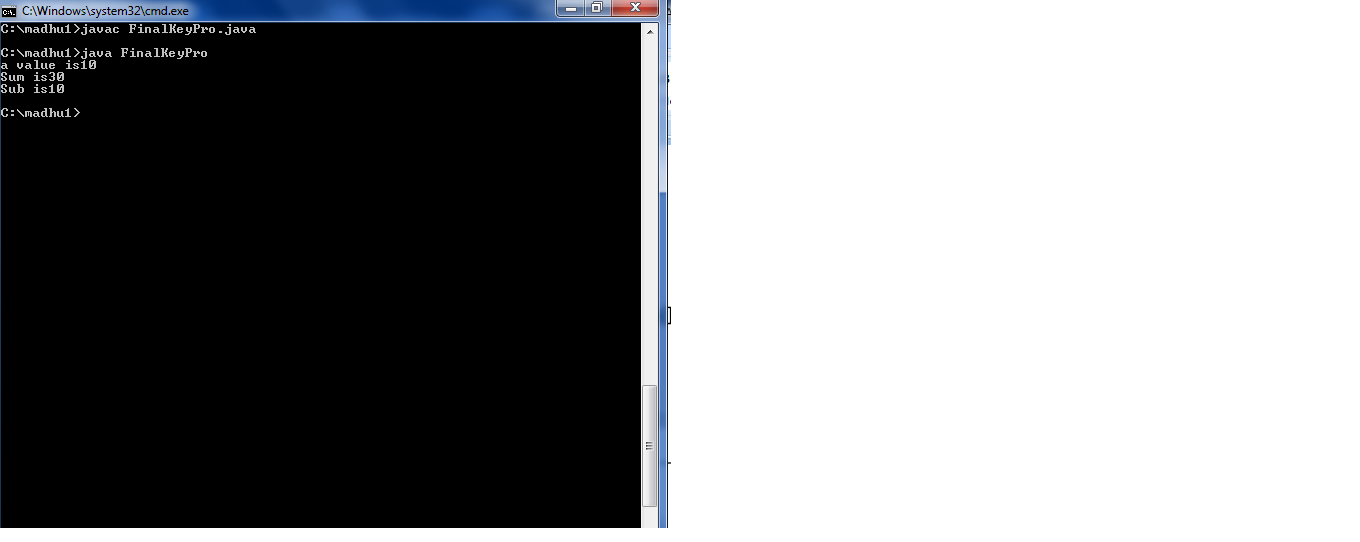 C:\Windows\system32\cmd.exe
C:\madhu1>javac FinalKeyPro.java
C:\madhu1>java FinalKeyPro
a value is10
Sum is30
Sub is10
C:\madhu1>